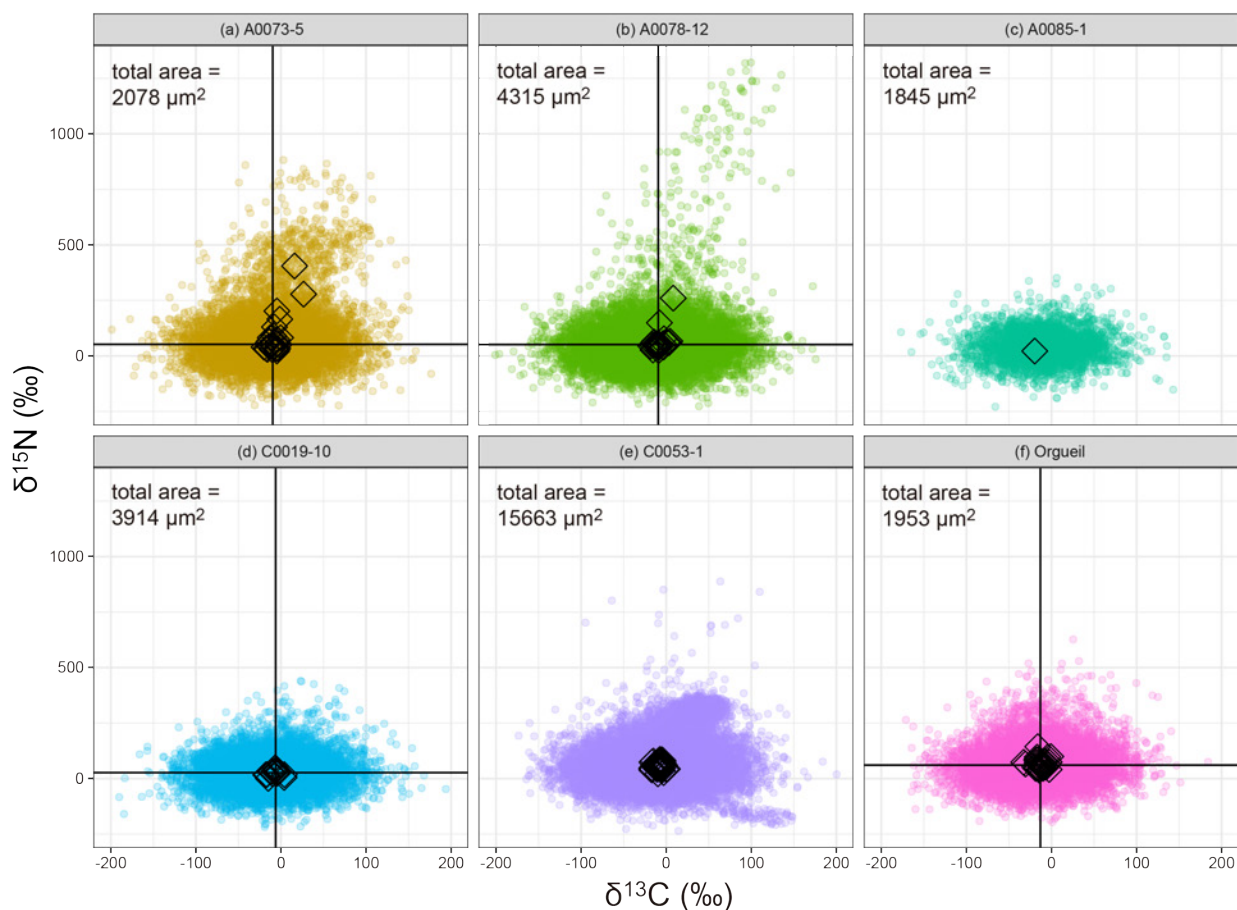 (a) A0073-5
(b) A0078-12
(c) A0085-1
total area =
2078 μm²
total area =
4315 μm²
total area =
1845 μm²
1000
500
0
(d) C0019-10
(e) C0053-1
(f) Orgueil
total area =
3914 μm²
total area =
15663 μm²
total area =
1953 μm²
1000
500
0
-200 -100 0 100 200
-200 -100 0 100 200
-200 -100 0 100 200
δ¹⁵N (‰)
δ¹³C (‰)